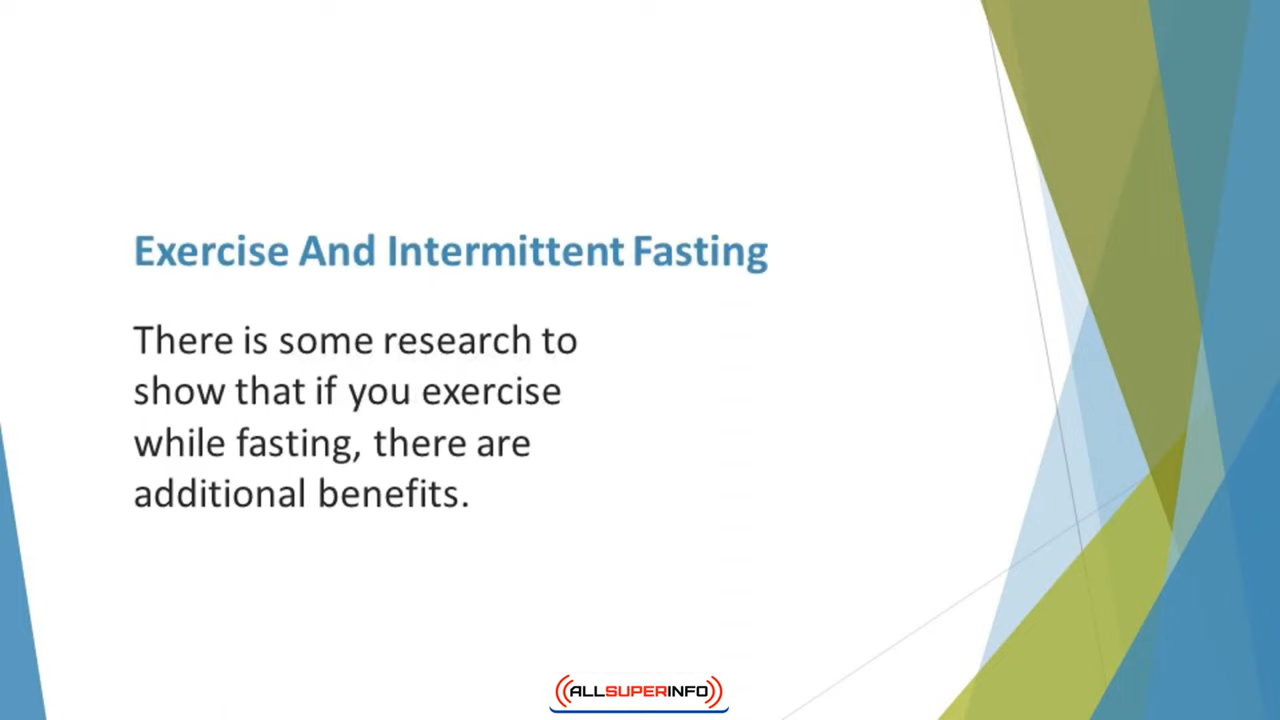 Exercise And Intermittent Fasting
There is some research to
show that if you exercise
while fasting, there are
additional benefits.
ALLSUPERINFO